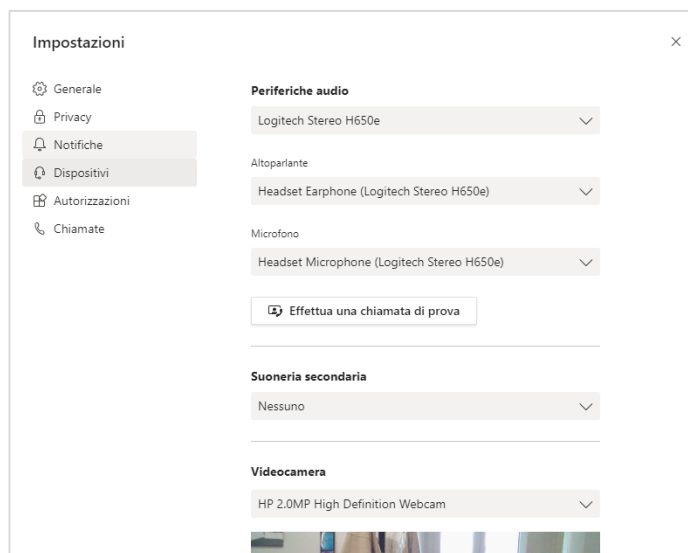 Impostazioni
Generale
Privacy
Notifiche
Dispositivi
Autorizzazioni
Chiamate
Periferiche audio
Logitech Stereo H650e
Altoparlante
Headset Earphone (Logitech Stereo H650e)
Microfono
Headset Microphone (Logitech Stereo H650e)
Effettua una chiamata di prova
Suoneria secondaria
Nessuno
Videocamera
HP 2.0MP High Definition Webcam